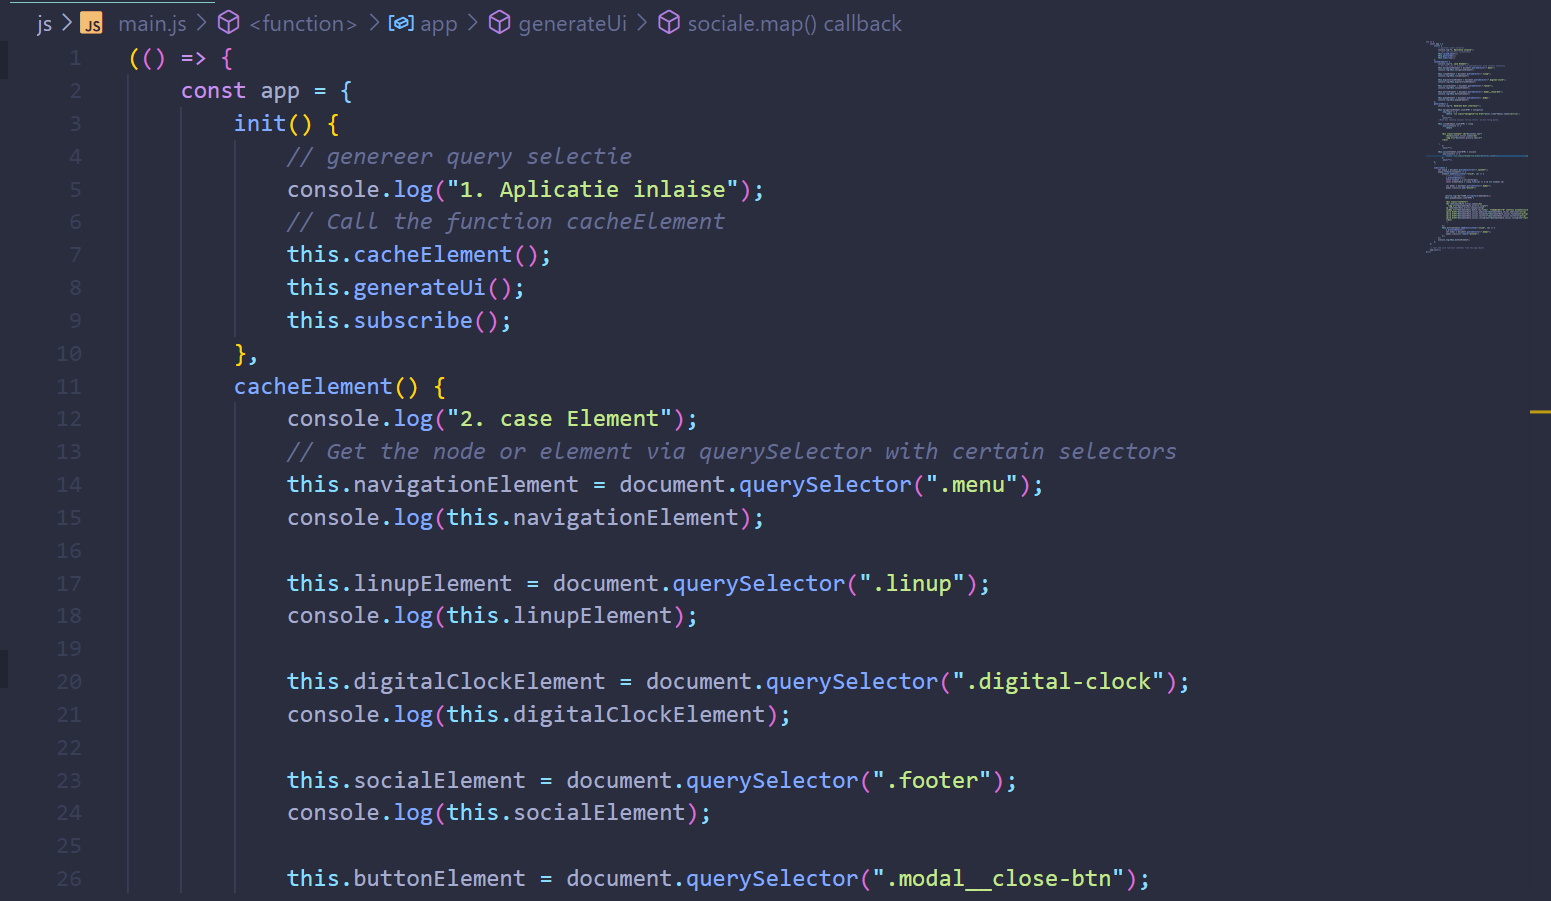 js > JS main.js > <function> > app > generateUi > sociale.map() callback
1 (() => {
2 const app = {
3 init() {
4 // genereer query selectie
5 console.log("1. Aplicatie inlaise");
6 // Call the function cacheElement
7 this.cacheElement();
8 this.generateUi();
9 this.subscribe();
10 },
11 cacheElement() {
12 console.log("2. case Element");
13 // Get the node or element via querySelector with certain selectors
14 this.navigationElement = document.querySelector(".menu");
15 console.log(this.navigationElement);
16
17 this.linupElement = document.querySelector(".linup");
18 console.log(this.linupElement);
19
20 this.digitalClockElement = document.querySelector(".digital-clock");
21 console.log(this.digitalClockElement);
22
23 this.socialElement = document.querySelector(".footer");
24 console.log(this.socialElement);
25
26 this.buttonElement = document.querySelector(".modal__close-btn");